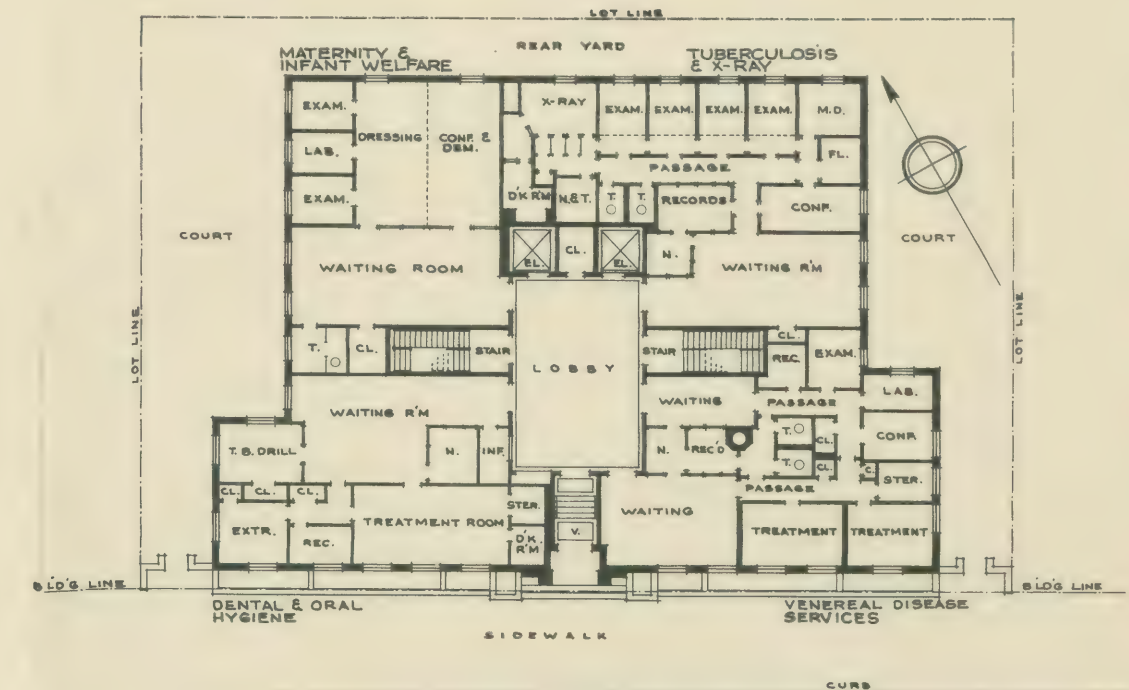 LOT LINE
REAR YARD
MATERNITY &
INFANT WELFARE
TUBERCULOSIS
& X-RAY
EXAM.
LAB.
EXAM.
DRESSING
CONF. &
DEM.
X-RAY
EXAM.
EXAM.
EXAM.
EXAM.
M.D.
FL.
PASSAGE
D'K R'M
N.&T.
T.
T.
RECORDS
CONF.
COURT
COURT
WAITING ROOM
EL.
CL.
EL.
N.
WAITING R'M
LOT LINE
LOT LINE
T.
CL.
STAIR
LOBBY
STAIR
CL.
REC.
EXAM.
WAITING R'M
WAITING
PASSAGE
LAB.
T.B. DRILL
N.
INF.
N.
REC'D
T.
CL.
CONF.
T.
CL.
C.
STER.
CL.
CL.
CL.
PASSAGE
EXTR.
REC.
TREATMENT ROOM
STER.
D'K.
R'M
V.
WAITING
TREATMENT
TREATMENT
BLD'G LINE
BLD'G LINE
DENTAL & ORAL
HYGIENE
VENEREAL DISEASE
SERVICES
SIDEWALK
CURB